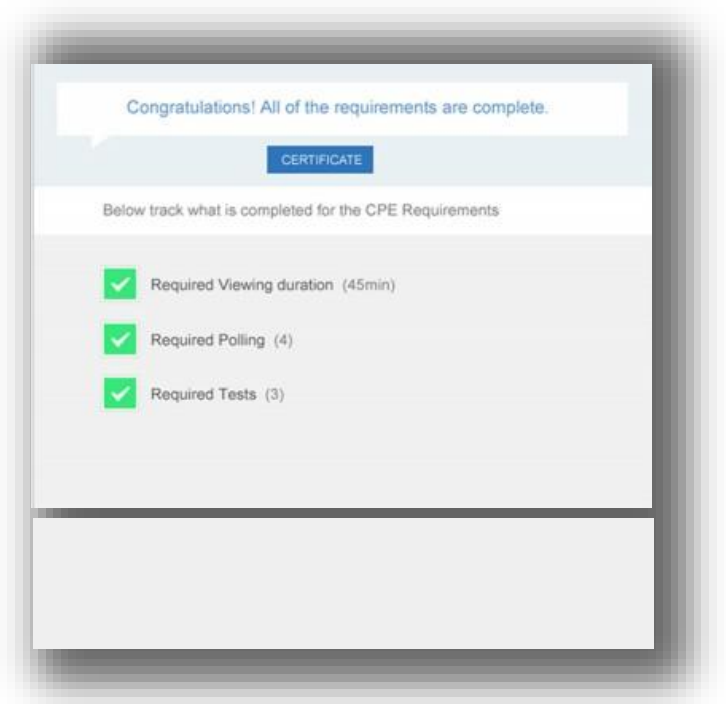 Congratulations! All of the requirements are complete.
CERTIFICATE
Below track what is completed for the CPE Requirements
Required Viewing duration (45min)
Required Polling (4)
Required Tests (3)